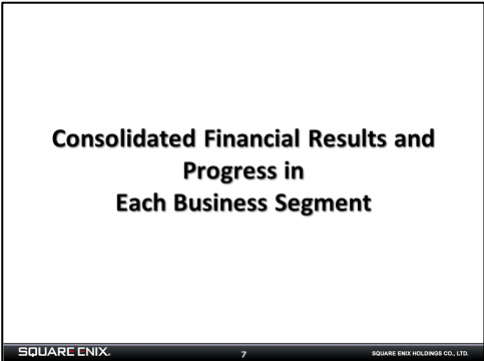 Consolidated Financial Results and
Progress in
Each Business Segment
SQUARE ENIX.
7
SQUARE ENIX HOLDINGS CO., LTD.